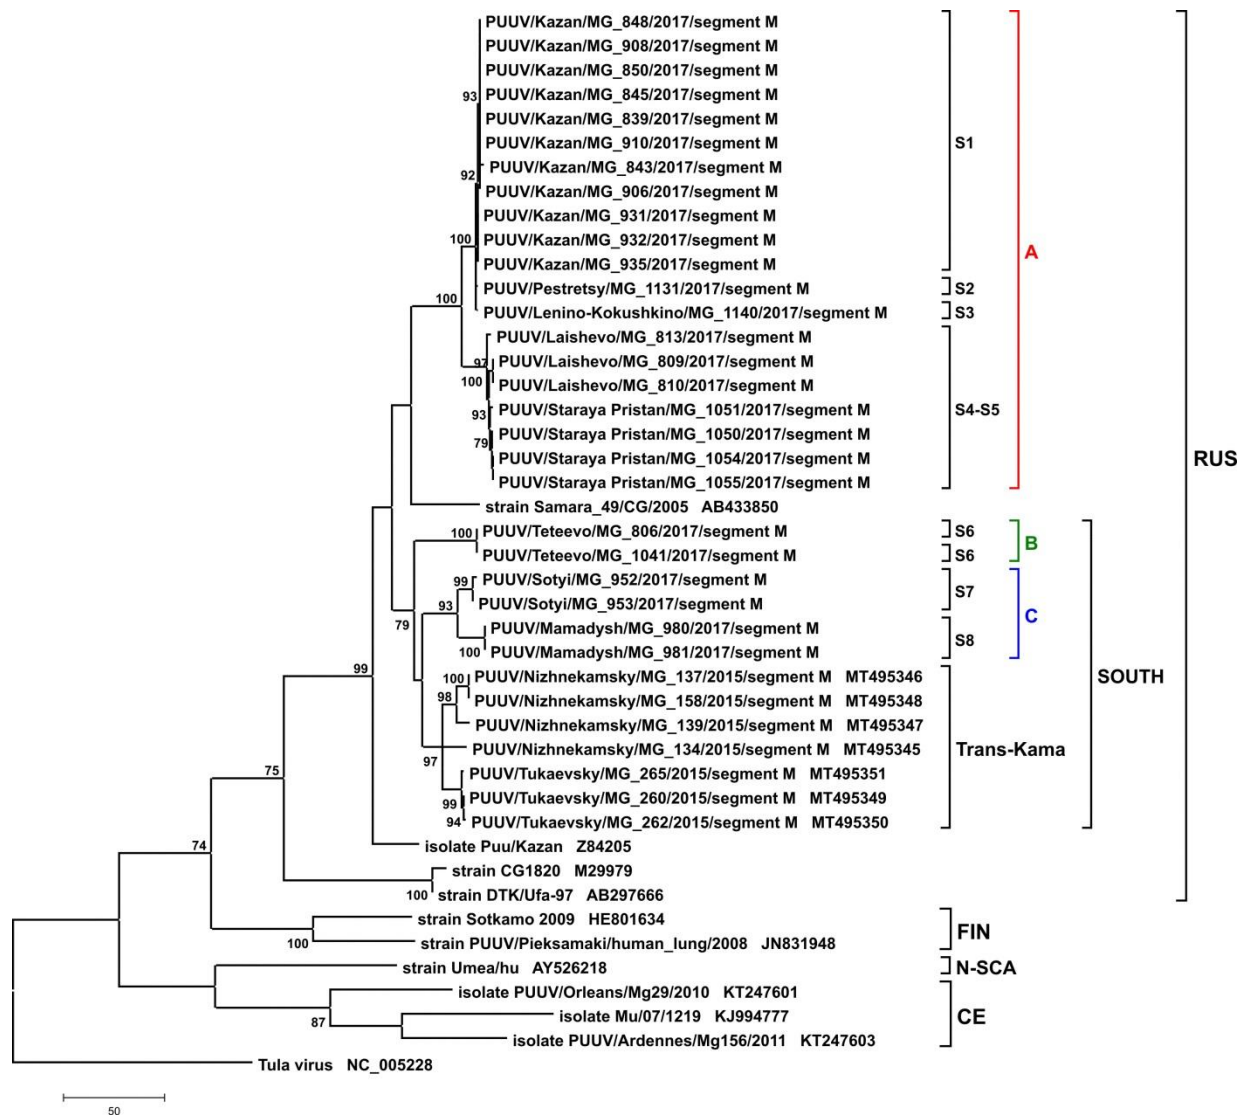 PUUV/Kazan/MG_848/2017/segment M
PUUV/Kazan/MG_908/2017/segment M
PUUV/Kazan/MG_850/2017/segment M
93 PUUV/Kazan/MG_845/2017/segment M
PUUV/Kazan/MG_839/2017/segment M
PUUV/Kazan/MG_910/2017/segment M S1
92 PUUV/Kazan/MG_843/2017/segment M
PUUV/Kazan/MG_906/2017/segment M
PUUV/Kazan/MG_931/2017/segment M
100 PUUV/Kazan/MG_932/2017/segment M A
PUUV/Kazan/MG_935/2017/segment M
PUUV/Pestretsy/MG_1131/2017/segment M S2
100 PUUV/Lenino-Kokushkino/MG_1140/2017/segment M S3
PUUV/Laishevo/MG_813/2017/segment M
97 PUUV/Laishevo/MG_809/2017/segment M
100 PUUV/Laishevo/MG_810/2017/segment M
93 PUUV/Staraya Pristan/MG_1051/2017/segment M S4-S5
79 PUUV/Staraya Pristan/MG_1050/2017/segment M
PUUV/Staraya Pristan/MG_1054/2017/segment M RUS
PUUV/Staraya Pristan/MG_1055/2017/segment M
strain Samara_49/CG/2005 AB433850
100 PUUV/Teteevo/MG_806/2017/segment M S6
PUUV/Teteevo/MG_1041/2017/segment M S6 B
99 PUUV/Sotyi/MG_952/2017/segment M S7
93 PUUV/Sotyi/MG_953/2017/segment M C
79 PUUV/Mamadysh/MG_980/2017/segment M S8
100 PUUV/Mamadysh/MG_981/2017/segment M
99 100 PUUV/Nizhnekamsky/MG_137/2015/segment M MT495346 SOUTH
98 PUUV/Nizhnekamsky/MG_158/2015/segment M MT495348
PUUV/Nizhnekamsky/MG_139/2015/segment M MT495347
97 PUUV/Nizhnekamsky/MG_134/2015/segment M MT495345 Trans-Kama
75 PUUV/Tukaevsky/MG_265/2015/segment M MT495351
99 PUUV/Tukaevsky/MG_260/2015/segment M MT495349
94 PUUV/Tukaevsky/MG_262/2015/segment M MT495350
74 isolate Puu/Kazan Z84205
strain CG1820 M29979
100 strain DTK/Ufa-97 AB297666
strain Sotkamo 2009 HE801634 FIN
100 strain PUUV/Pieksamaki/human_lung/2008 JN831948
strain Umea/hu AY526218 N-SCA
isolate PUUV/Orleans/Mg29/2010 KT247601
87 isolate Mu/07/1219 KJ994777 CE
isolate PUUV/Ardennes/Mg156/2011 KT247603
Tula virus NC_005228
50